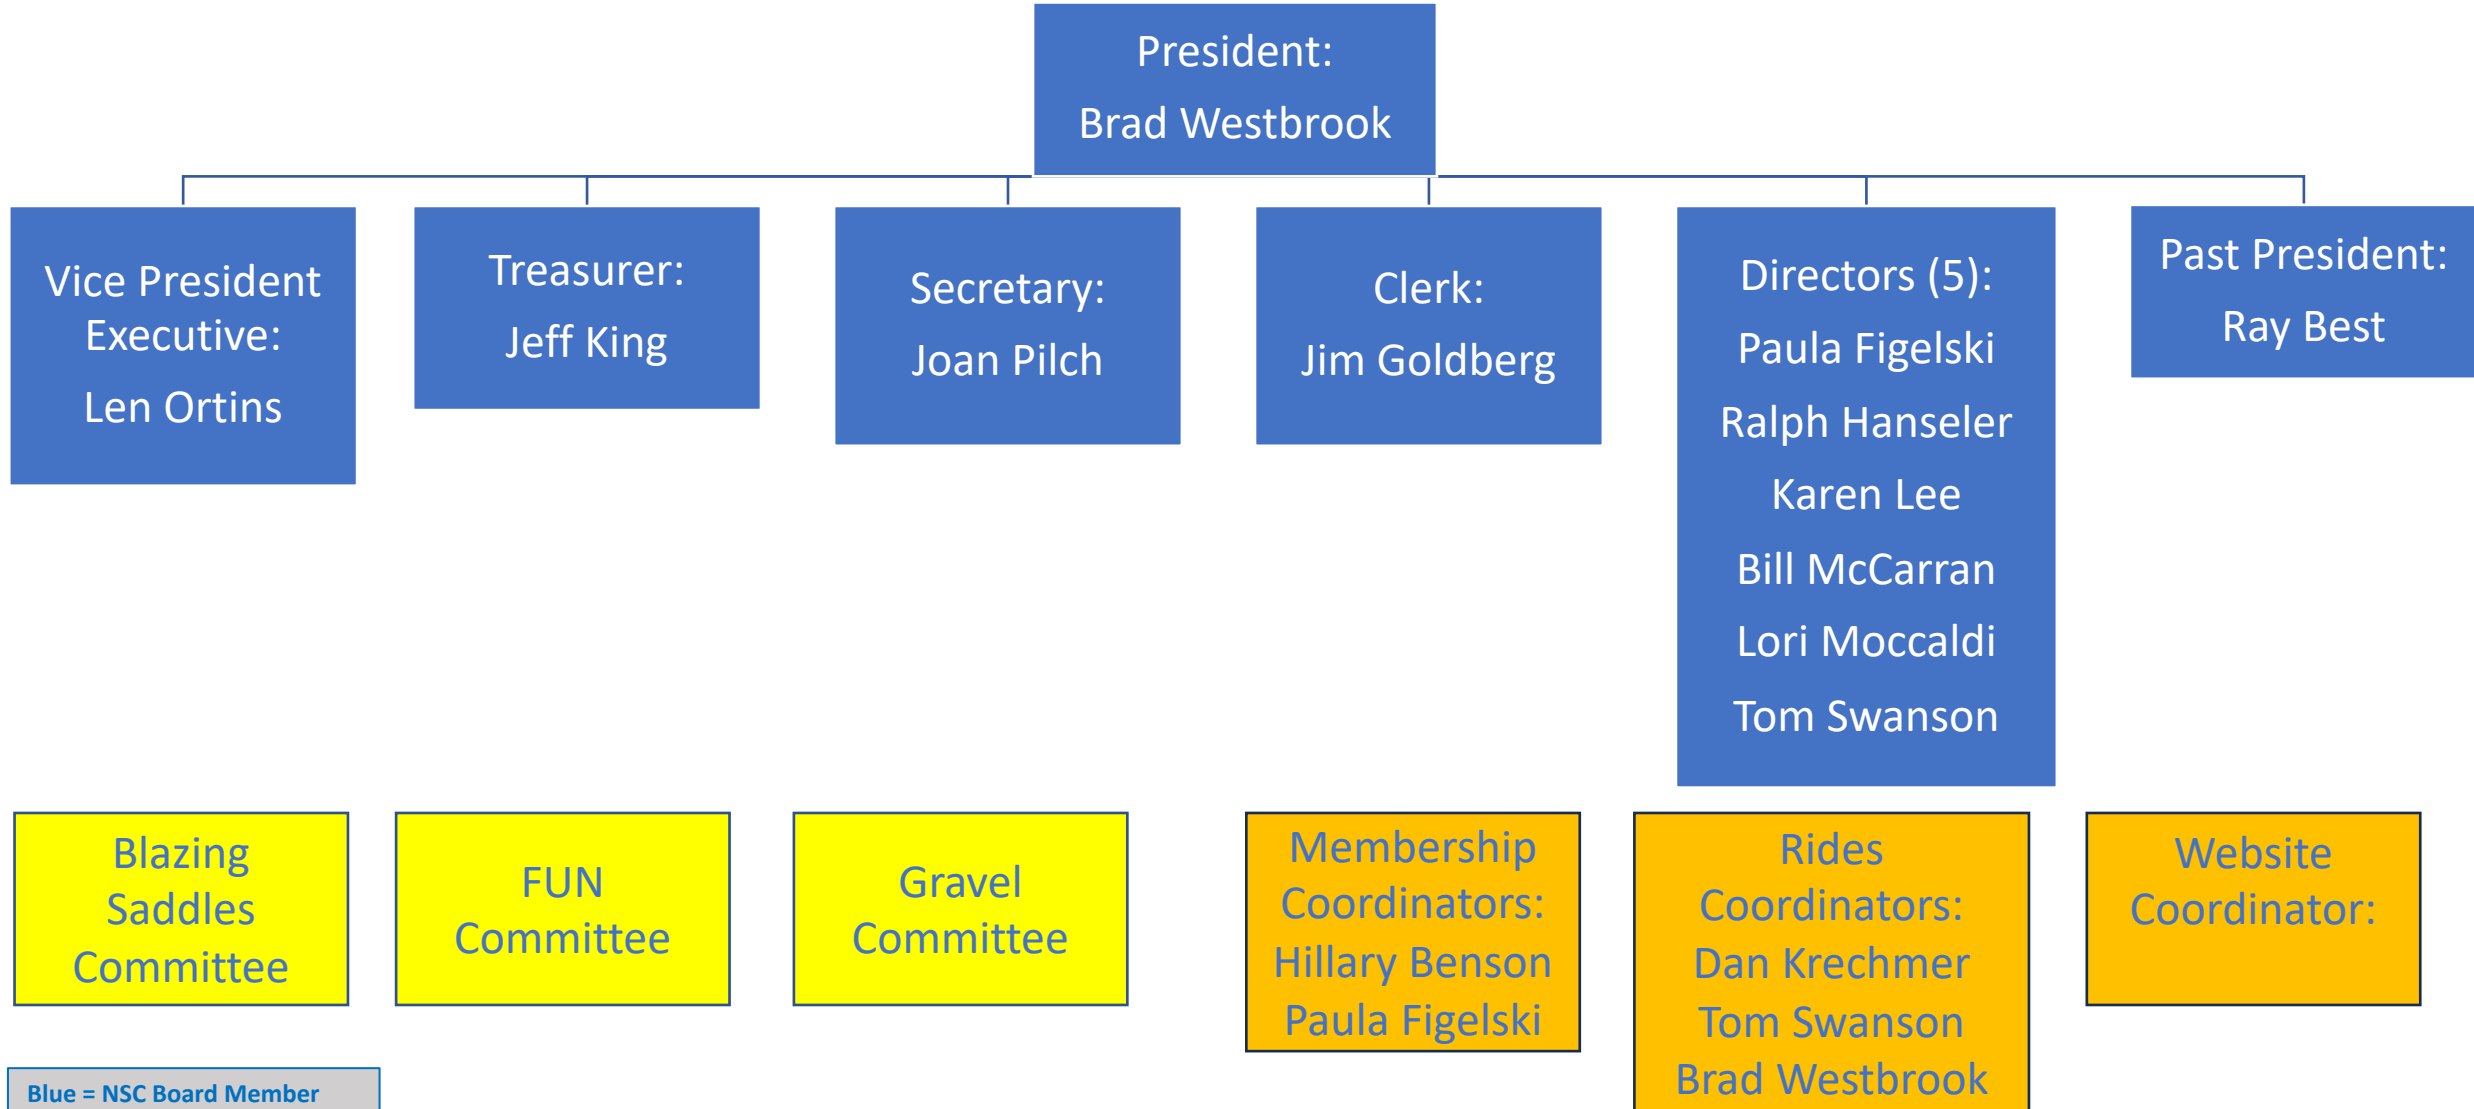 President:
Brad Westbrook
Vice President
Executive:
Len Ortins
Treasurer:
Jeff King
Secretary:
Joan Pilch
Clerk:
Jim Goldberg
Directors (5):
Paula Figelski
Ralph Hanseler
Karen Lee
Bill McCarran
Lori Moccaldi
Tom Swanson
Past President:
Ray Best
Blazing
Saddles
Committee
FUN
Committee
Gravel
Committee
Membership
Coordinators:
Hillary Benson
Paula Figelski
Rides
Coordinators:
Dan Krechmer
Tom Swanson
Brad Westbrook
Website
Coordinator:
Blue = NSC Board Member